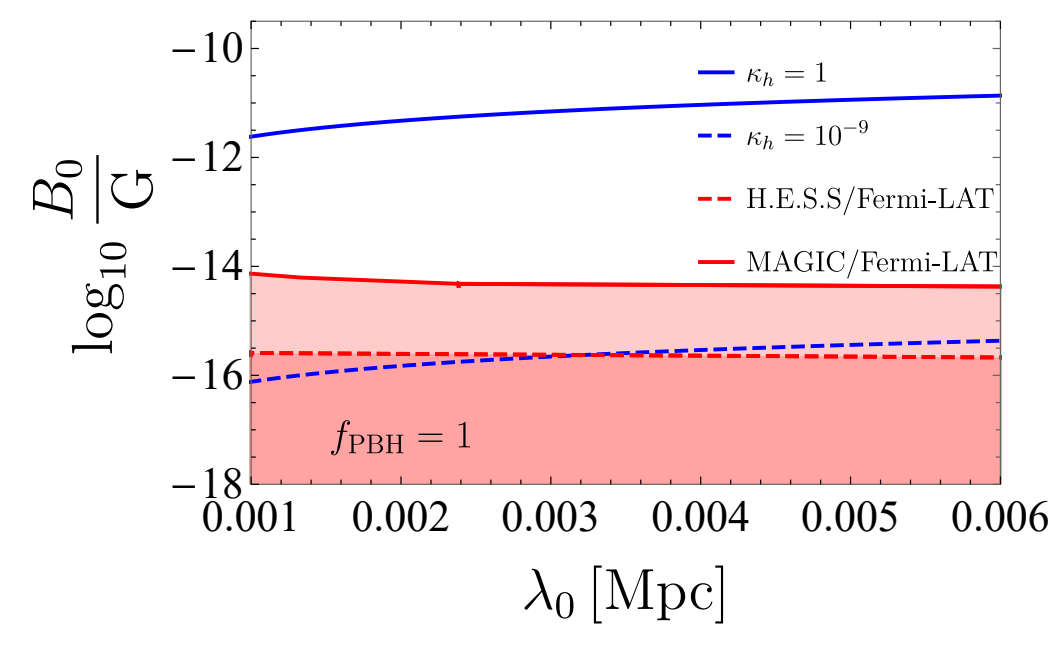 log₁₀ B₀/G
−10
−12
−14
−16
−18
κₕ = 1
κₕ = 10⁻⁹
H.E.S.S/Fermi-LAT
MAGIC/Fermi-LAT
f_PBH = 1
0.001 0.002 0.003 0.004 0.005 0.006
λ₀ [Mpc]